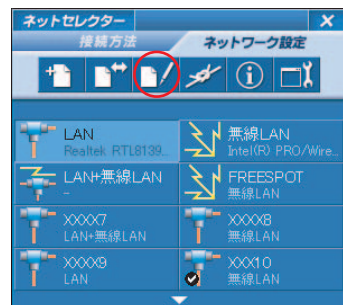 ネットセレクター
接続方法 ネットワーク設定
LAN 無線LAN
Realtek RTL8139... Intel(R) PRO/Wire...
LAN+無線LAN FREESPOT
- 無線LAN
XXXX7 XXXX8
LAN+無線LAN 無線LAN
XXXX9 XXX10
LAN 無線LAN